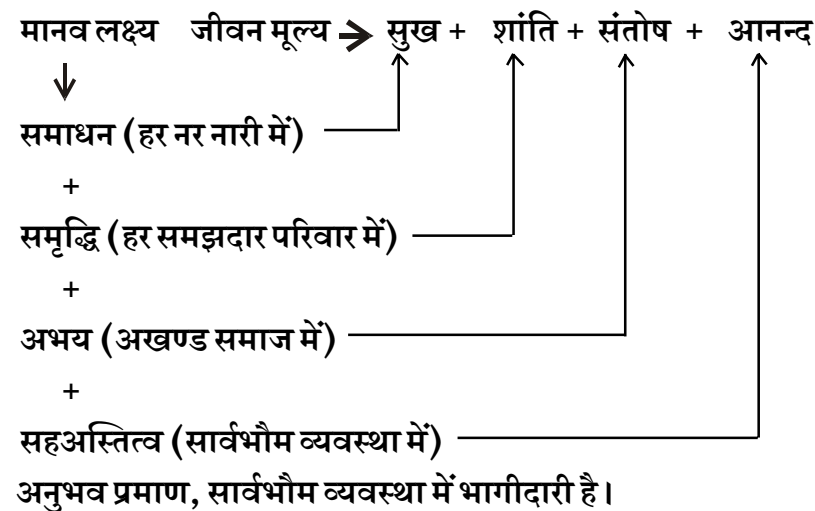 मानव लक्ष्य जीवन मूल्य → सुख + शांति + संतोष + आनन्द
↓
समाधन (हर नर नारी में)
+
समृद्धि (हर समझदार परिवार में)
+
अभय (अखण्ड समाज में)
+
सहअस्तित्व (सार्वभौम व्यवस्था में)
अनुभव प्रमाण, सार्वभौम व्यवस्था में भागीदारी है।